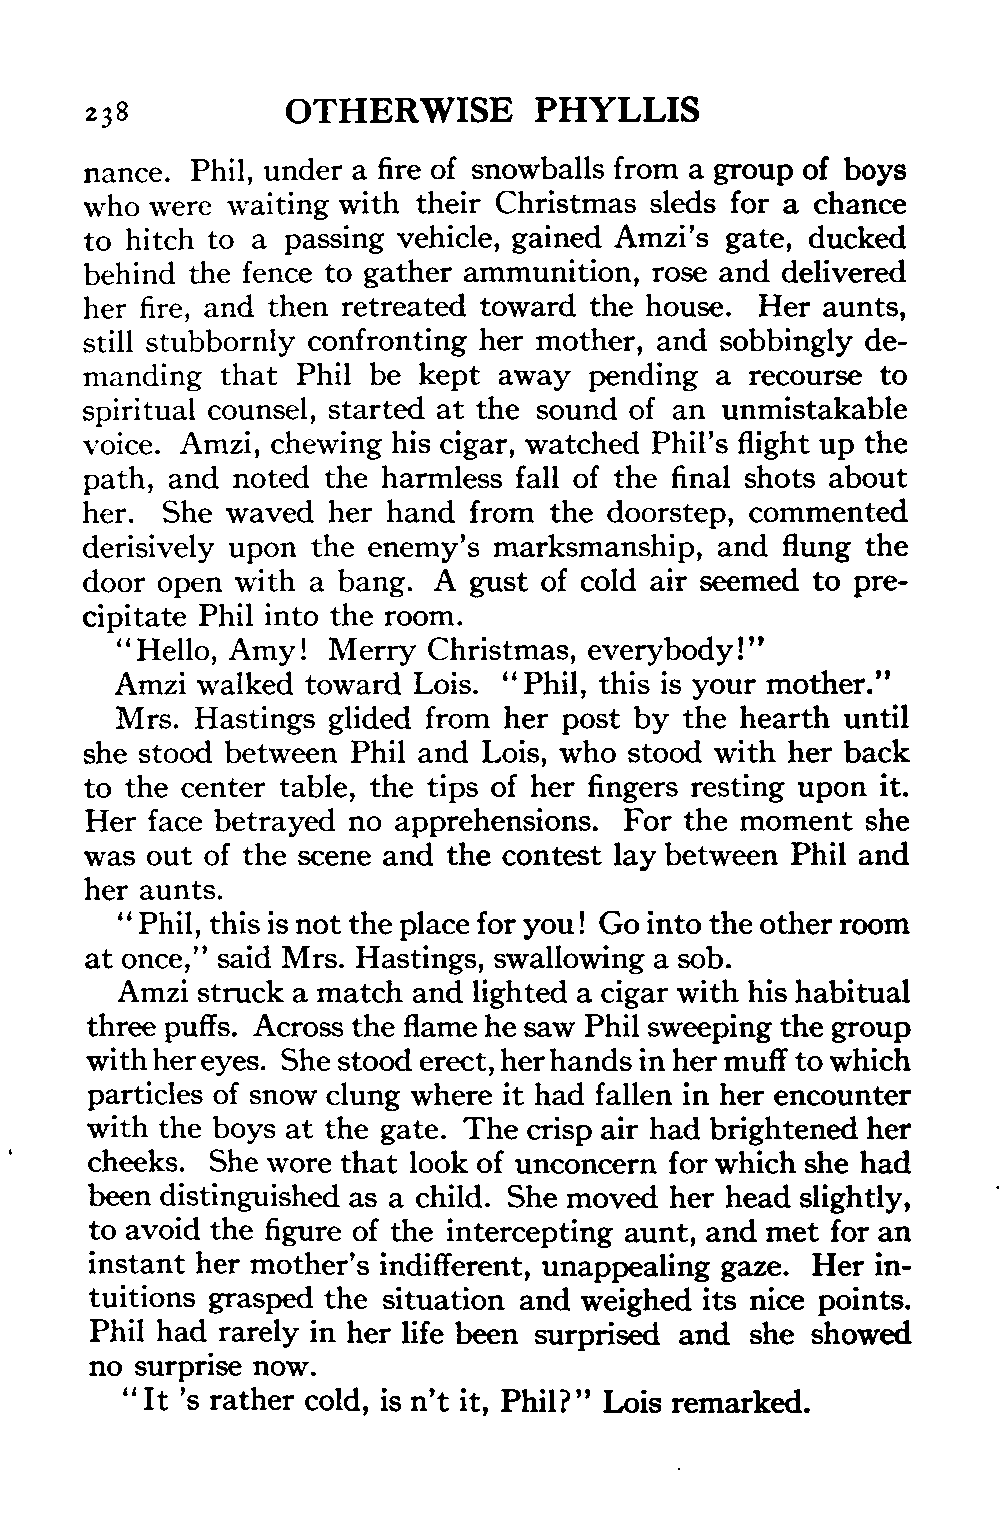 238 OTHERWISE PHYLLIS
nance. Phil, under a fire of snowballs from a group of boys
who were waiting with their Christmas sleds for a chance
to hitch to a passing vehicle, gained Amzi's gate, ducked
behind the fence to gather ammunition, rose and delivered
her fire, and then retreated toward the house. Her aunts,
still stubbornly confronting her mother, and sobbingly de-
manding that Phil be kept away pending a recourse to
spiritual counsel, started at the sound of an unmistakable
voice. Amzi, chewing his cigar, watched Phil's flight up the
path, and noted the harmless fall of the final shots about
her. She waved her hand from the doorstep, commented
derisively upon the enemy's marksmanship, and flung the
door open with a bang. A gust of cold air seemed to pre-
cipitate Phil into the room.
"Hello, Amy! Merry Christmas, everybody!"
Amzi walked toward Lois. "Phil, this is your mother."
Mrs. Hastings glided from her post by the hearth until
she stood between Phil and Lois, who stood with her back
to the center table, the tips of her fingers resting upon it.
Her face betrayed no apprehensions. For the moment she
was out of the scene and the contest lay between Phil and
her aunts.
"Phil, this is not the place for you! Go into the other room
at once," said Mrs. Hastings, swallowing a sob.
Amzi struck a match and lighted a cigar with his habitual
three puffs. Across the flame he saw Phil sweeping the group
with her eyes. She stood erect, her hands in her muff to which
particles of snow clung where it had fallen in her encounter
with the boys at the gate. The crisp air had brightened her
cheeks. She wore that look of unconcern for which she had
been distinguished as a child. She moved her head slightly,
to avoid the figure of the intercepting aunt, and met for an
instant her mother's indifferent, unappealing gaze. Her in-
tuitions grasped the situation and weighed its nice points.
Phil had rarely in her life been surprised and she showed
no surprise now.
"It 's rather cold, is n't it, Phil?" Lois remarked.